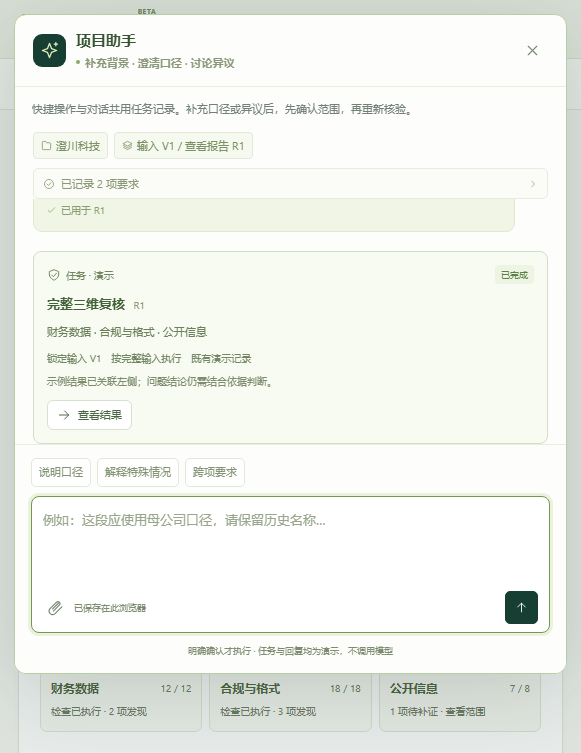 BETA
项目助手
补充背景 · 澄清口径 · 讨论异议
快捷操作与对话共用任务记录。补充口径或异议后，先确认范围，再重新核验。
澄川科技
输入 V1 / 查看报告 R1
已记录 2 项要求
已用于 R1
任务 · 演示
已完成
完整三维复核 R1
财务数据 · 合规与格式 · 公开信息
锁定输入 V1 按完整输入执行 既有演示记录
示例结果已关联左侧；问题结论仍需结合依据判断。
查看结果
说明口径
解释特殊情况
跨项要求
例如：这段应使用母公司口径，请保留历史名称...
已保存在此浏览器
明确确认才执行 · 任务与回复均为演示，不调用模型
财务数据 12 / 12
检查已执行 · 2 项发现
合规与格式 18 / 18
检查已执行 · 3 项发现
公开信息 7 / 8
1 项待补证 · 查看范围